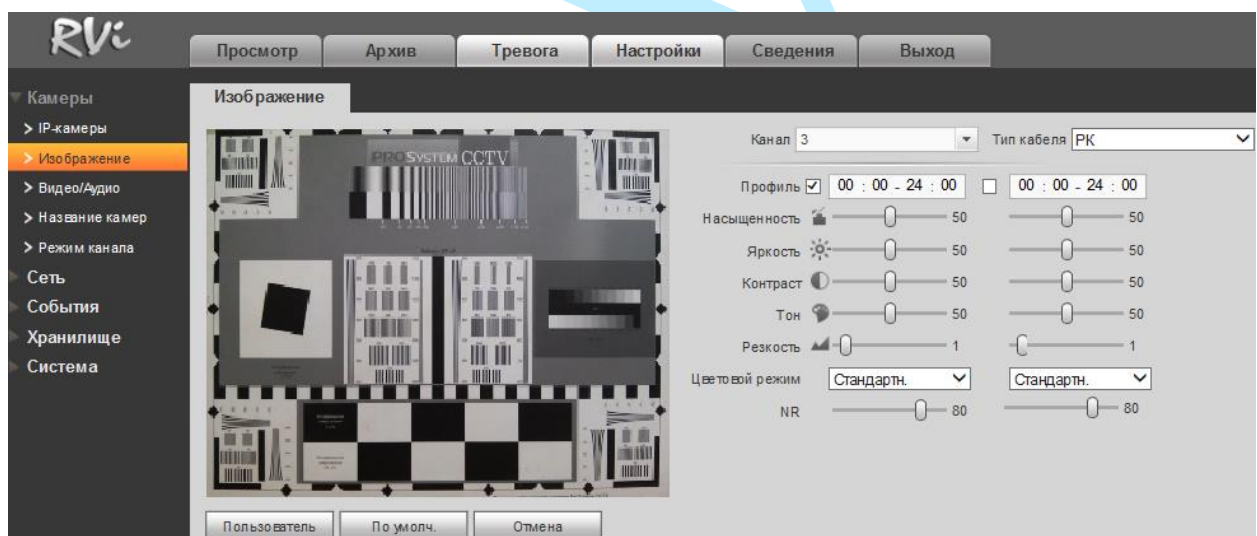 RVi
Просмотр Архив Тревога Настройки Сведения Выход
Камеры
Изображение
> IP-камеры
> Изображение
> Видео/Аудио
> Название камер
> Режим канала
Сеть
События
Хранилище
Система
PROSYSTEM CCTV
Канал 3 Тип кабеля РК
Профиль 00 : 00 - 24 : 00 00 : 00 - 24 : 00
Насыщенность 50 50
Яркость 50 50
Контраст 50 50
Тон 50 50
Резкость 1 1
Цветовой режим Стандартн. Стандартн.
NR 80 80
Пользователь По умолч. Отмена